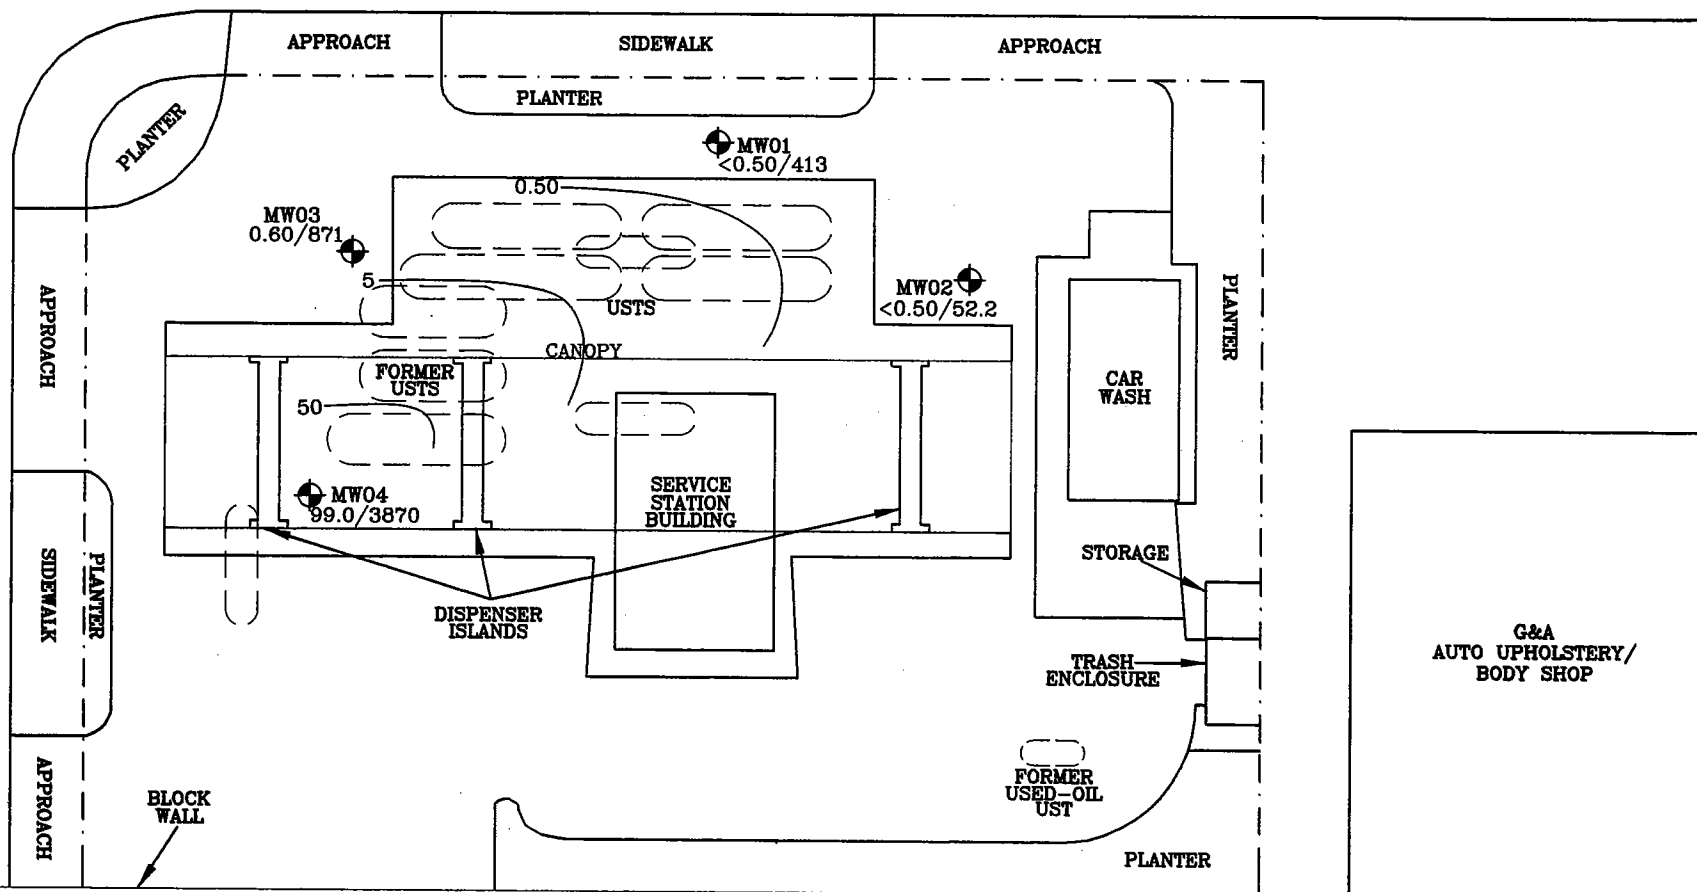 APPROACH
SIDEWALK
APPROACH
PLANTER
PLANTER
MW01
<0.50/413
0.50
MW03
0.60/871
5
MW02
<0.50/52.2
USTS
CANOPY
APPROACH
PLANTER
FORMER
USTS
50
CAR
WASH
MW04
99.0/3870
SERVICE
STATION
BUILDING
STORAGE
SIDEWALK
PLANTER
DISPENSER
ISLANDS
TRASH
ENCLOSURE
G&A
AUTO UPHOLSTERY/
BODY SHOP
APPROACH
BLOCK
WALL
FORMER
USED-OIL
UST
PLANTER